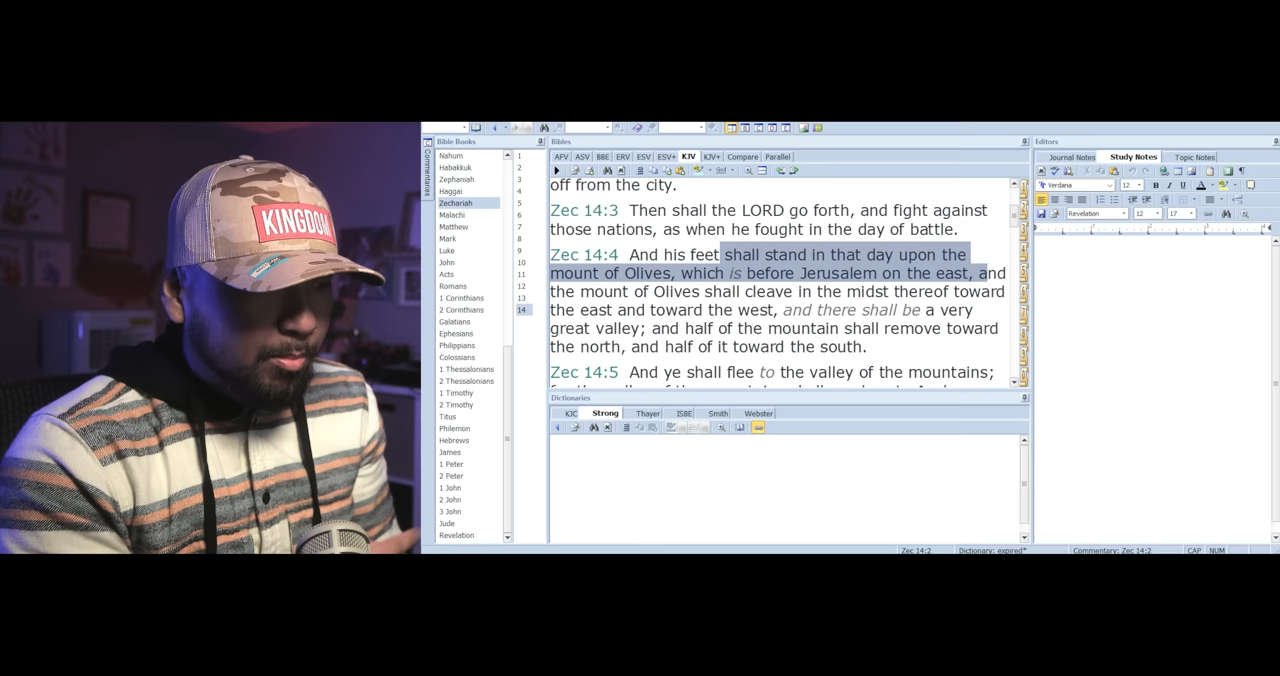 KINGDOM
Commentaries
Bible Books
Nahum
Habakkuk
Zephaniah
Haggai
Zechariah
Malachi
Matthew
Mark
Luke
John
Acts
Romans
1 Corinthians
2 Corinthians
Galatians
Ephesians
Philippians
Colossians
1 Thessalonians
2 Thessalonians
1 Timothy
2 Timothy
Titus
Philemon
Hebrews
James
1 Peter
2 Peter
1 John
2 John
3 John
Jude
Revelation
1
2
3
4
5
6
7
8
9
10
11
12
13
14
Bibles
AFV ASV BBE ERV ESV ESV+ KJV KJV+ Compare Parallel
off from the city.
Zec 14:3 Then shall the LORD go forth, and fight against
those nations, as when he fought in the day of battle.
Zec 14:4 And his feet shall stand in that day upon the
mount of Olives, which is before Jerusalem on the east, and
the mount of Olives shall cleave in the midst thereof toward
the east and toward the west, and there shall be a very
great valley; and half of the mountain shall remove toward
the north, and half of it toward the south.
Zec 14:5 And ye shall flee to the valley of the mountains;
Dictionaries
KJC Strong Thayer ISBE Smith Webster
Editors
Journal Notes Study Notes Topic Notes
Verdana 12 B I U A
Revelation 12 17
Zec 14:2 Dictionary: expired* Commentary: Zec 14:2 CAP NUM